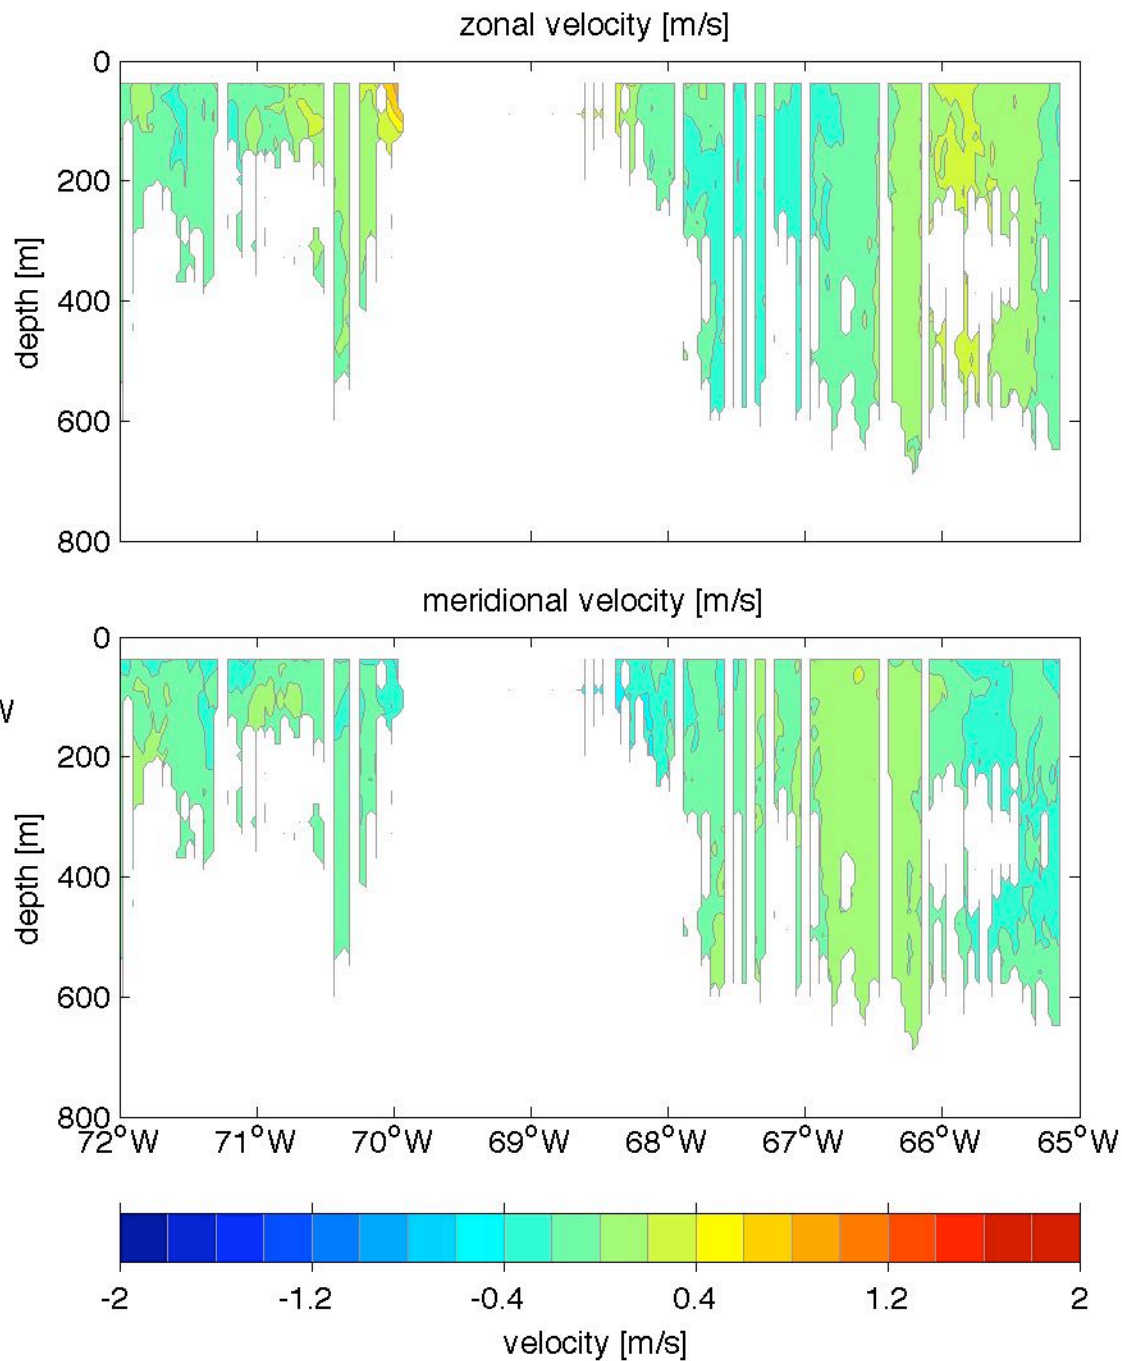 zonal velocity [m/s]
0
200
400
600
800
depth [m]
meridional velocity [m/s]
0
200
400
600
800
depth [m]
W
72°W 71°W 70°W 69°W 68°W 67°W 66°W 65°W
-2 -1.2 -0.4 0.4 1.2 2
velocity [m/s]